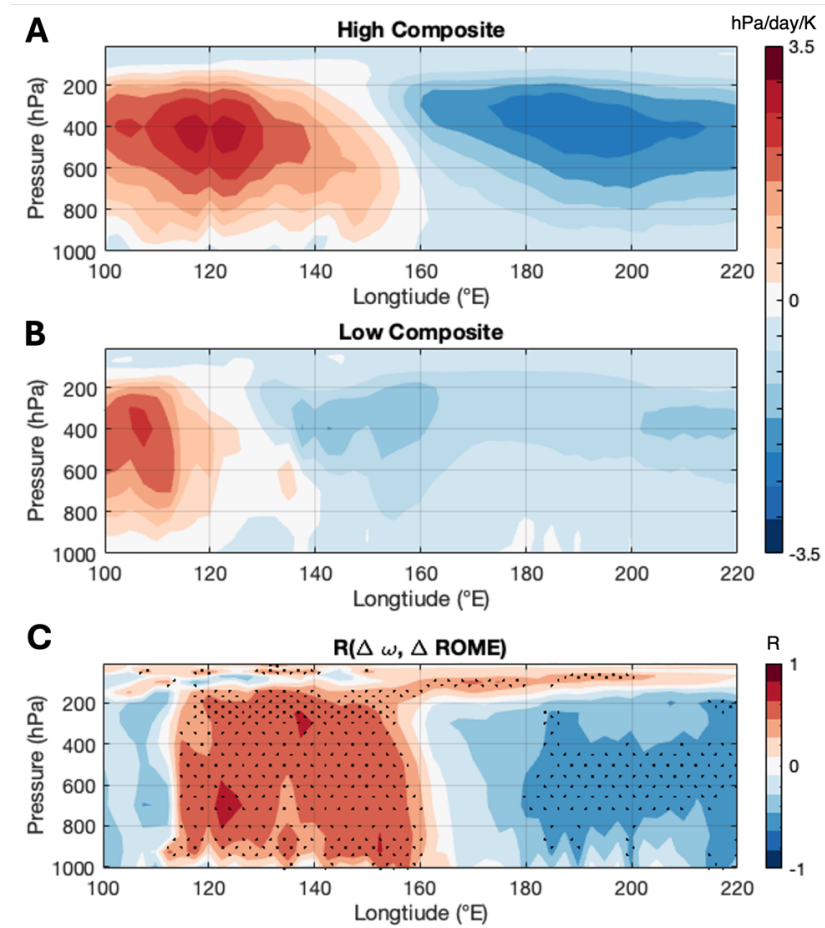 A
High Composite
hPa/day/K
3.5
0
-3.5
Pressure (hPa)
200
400
600
800
1000
100 120 140 160 180 200 220
Longtiude (°E)
B
Low Composite
Pressure (hPa)
200
400
600
800
1000
100 120 140 160 180 200 220
Longtiude (°E)
C
R(Δ ω, Δ ROME)
R
1
0
-1
Pressure (hPa)
200
400
600
800
1000
100 120 140 160 180 200 220
Longtiude (°E)